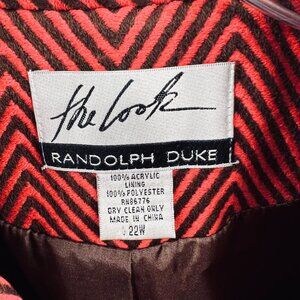 the look
RANDOLPH DUKE
100% ACRYLIC
LINING
100% POLYESTER
RN86776
DRY CLEAN ONLY
MADE IN CHINA
22W